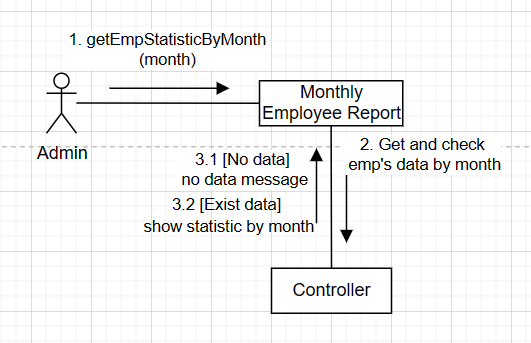 1. getEmpStatisticByMonth
(month)
Monthly
Employee Report
Admin
2. Get and check
emp's data by month
3.1 [No data]
no data message
3.2 [Exist data]
show statistic by month
Controller